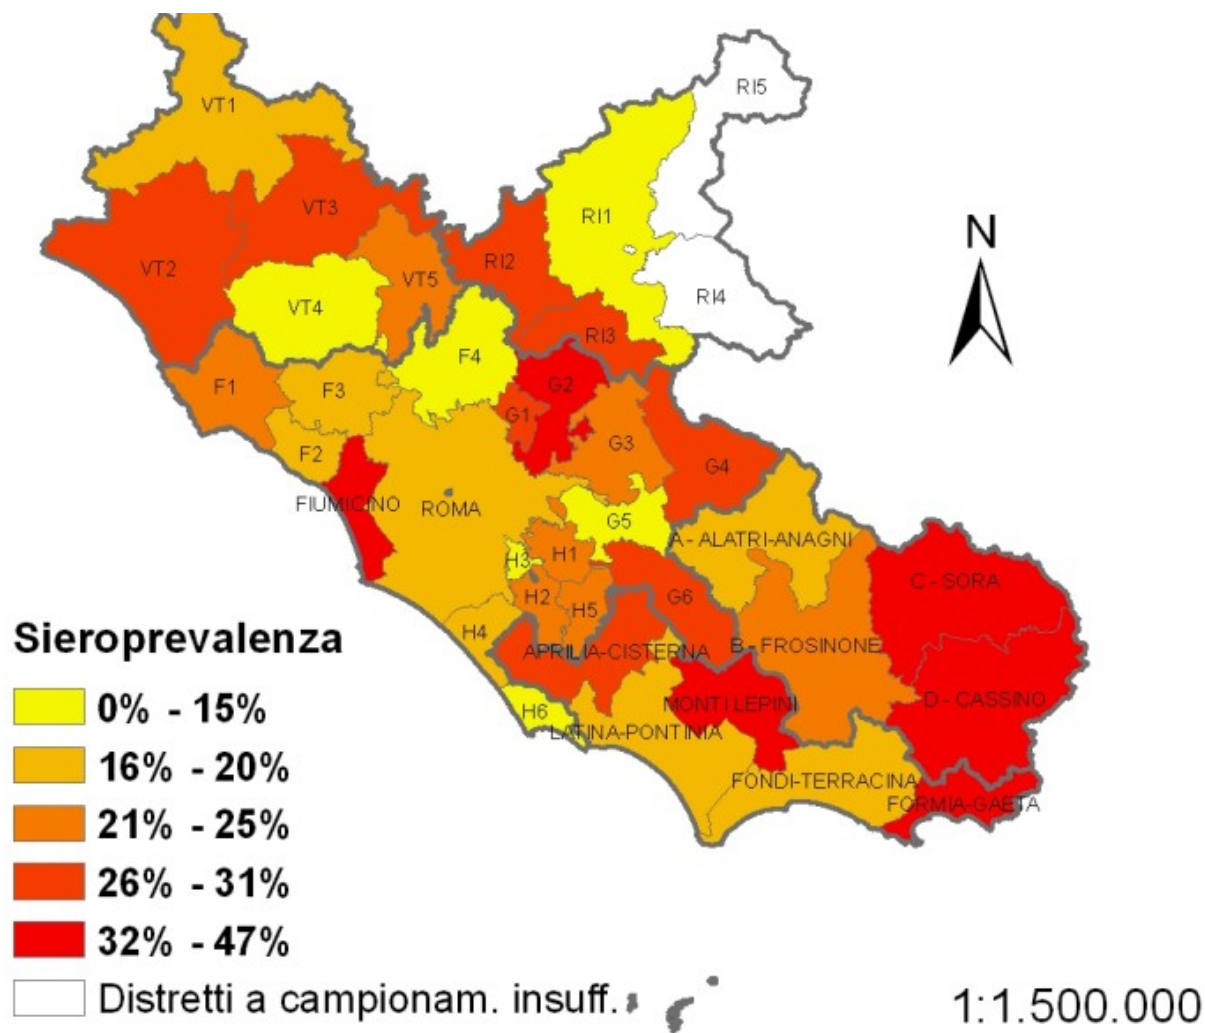 RI5
VT1
VT3
RI1
N
VT2
RI2
VT5
RI4
VT4
RI3
F4
F1
F3
G2
G1
G3
F2
G4
FIUMICINO
ROMA
G5
A - ALATRI-ANAGNI
H3
H1
C - SORA
H2
H5
G6
H4
Sieroprevalenza
APRILIA-CISTERNA
B - FROSINONE
0% - 15%
H6
MONTI LEPINI
D - CASSINO
LATINA-PONTINIA
16% - 20%
FONDI-TERRACINA
FORMIA-GAETA
21% - 25%
26% - 31%
32% - 47%
Distretti a campionam. insuff.
1:1.500.000